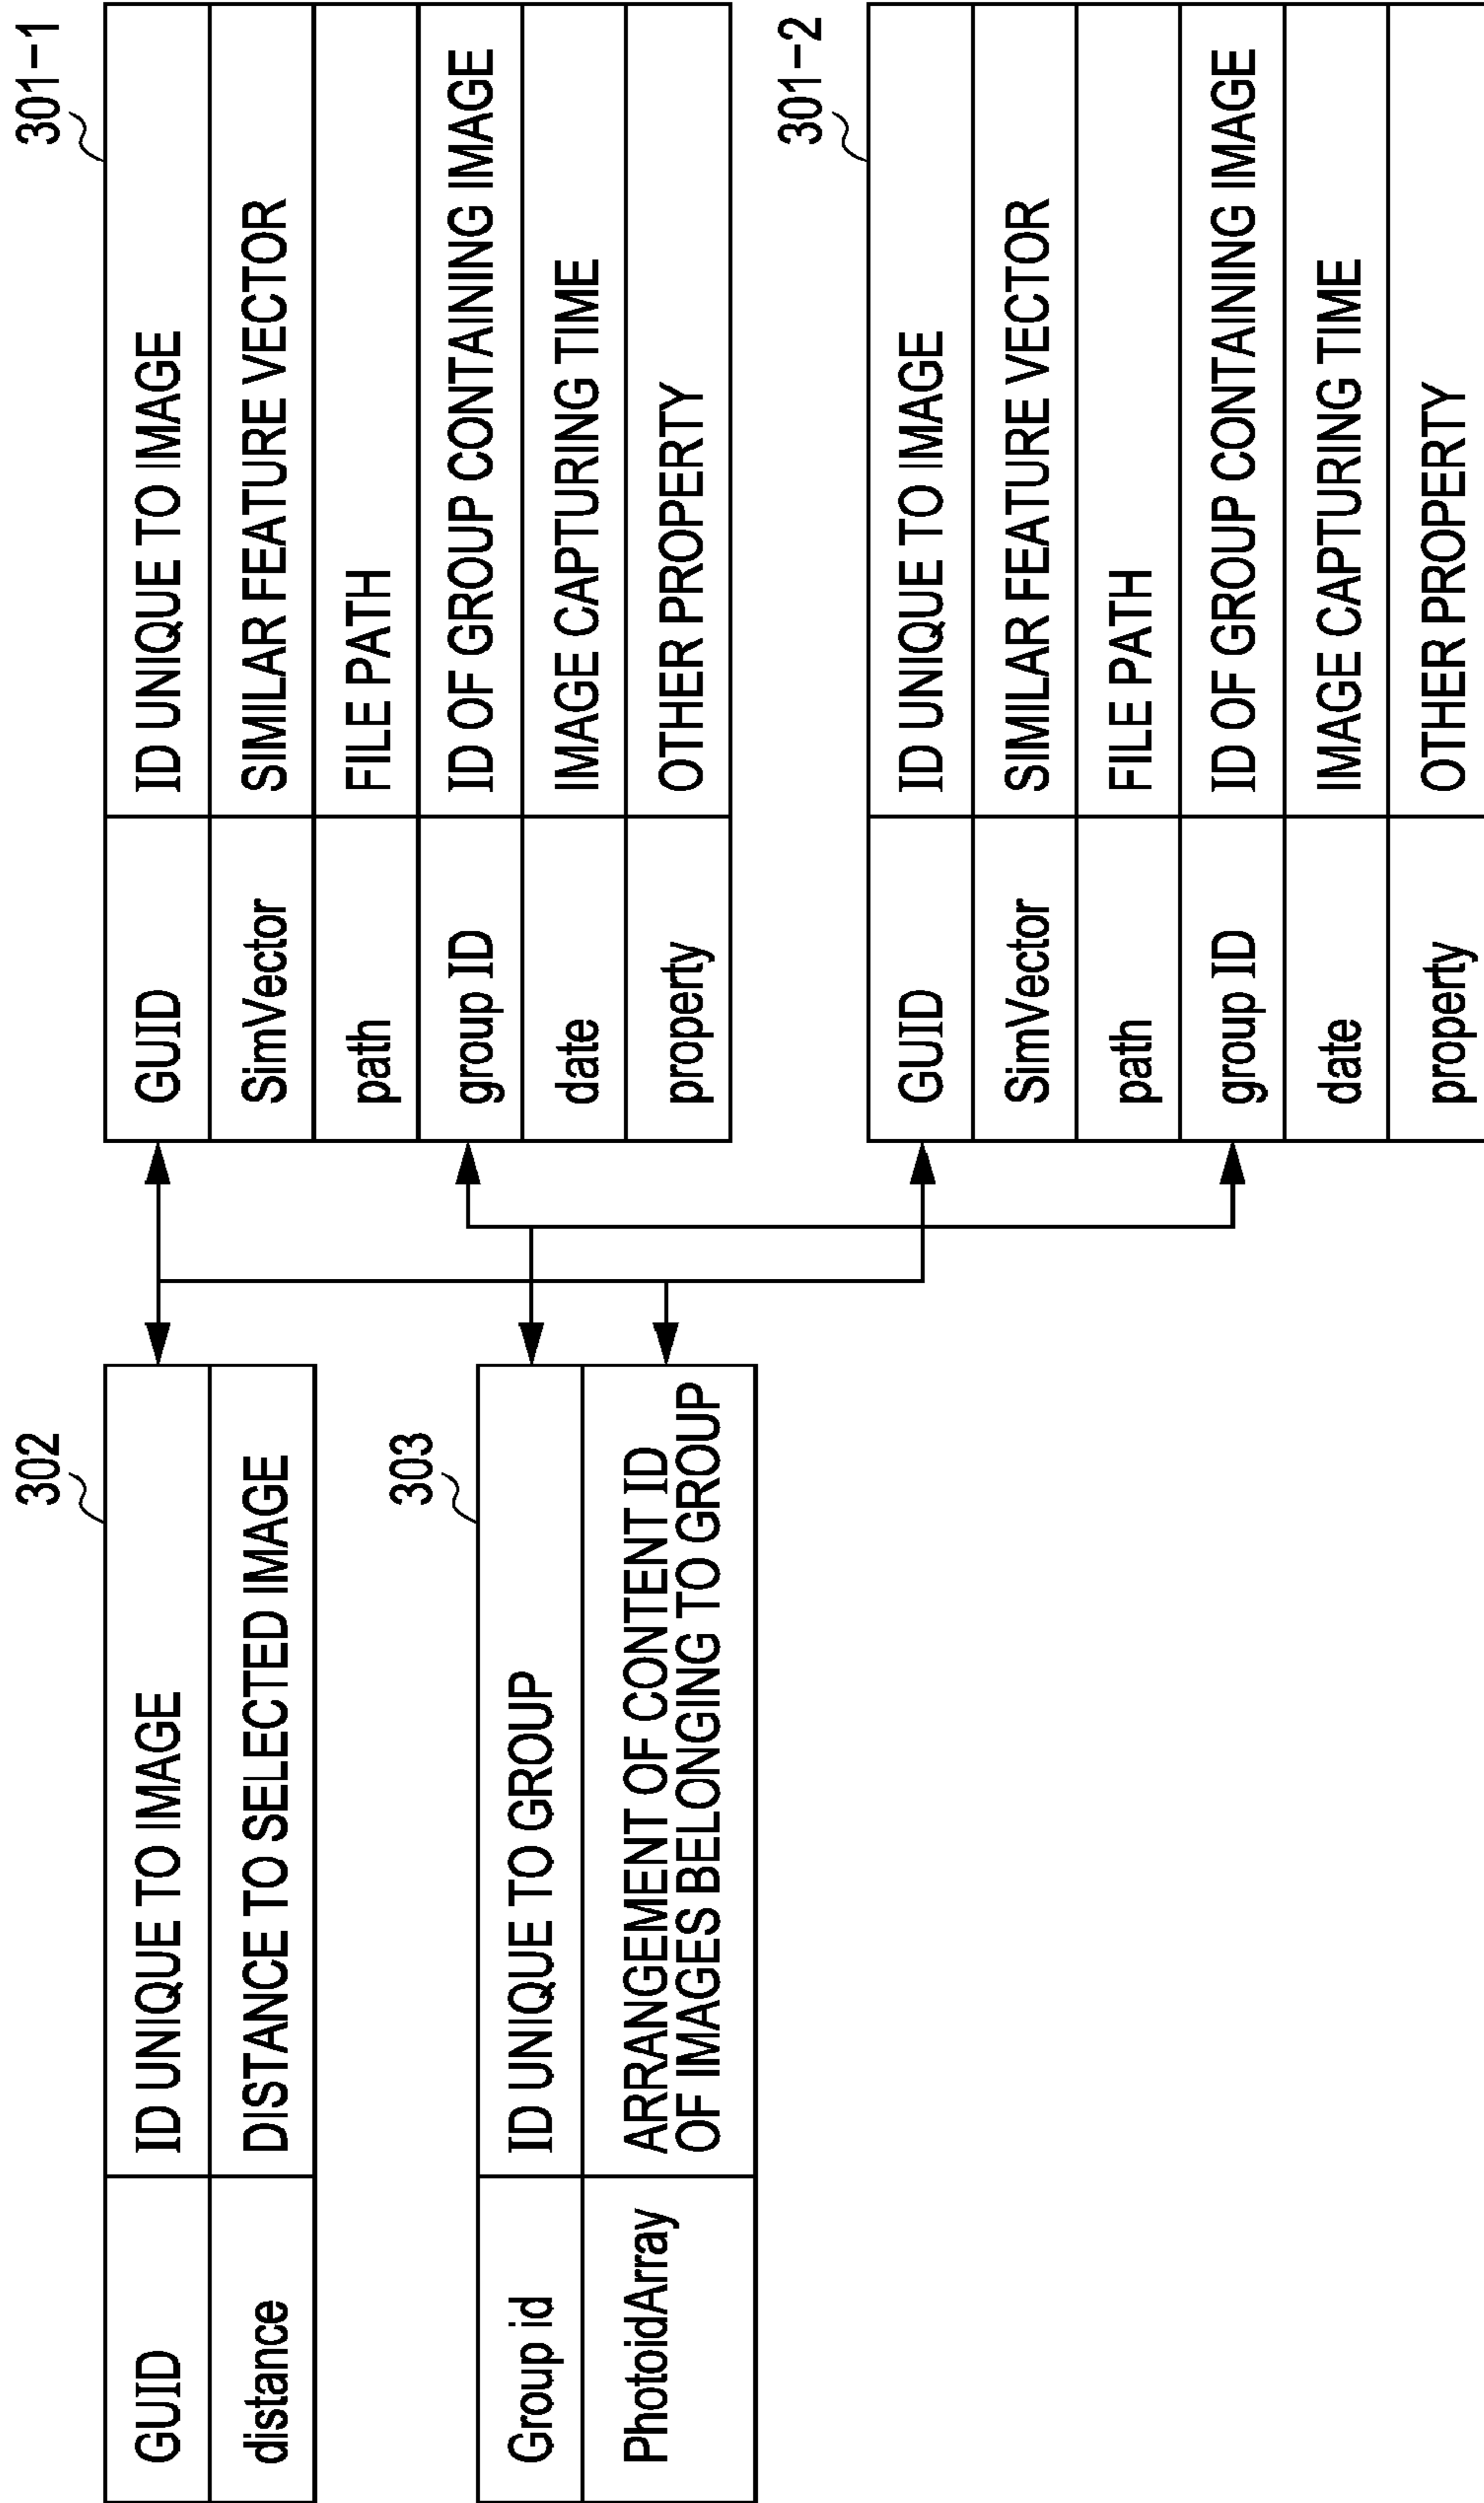 302
GUID ID UNIQUE TO IMAGE
distance DISTANCE TO SELECTED IMAGE
303
Group id ID UNIQUE TO GROUP
PhotoidArray ARRANGEMENT OF CONTENT ID
OF IMAGES BELONGING TO GROUP
301-1
GUID ID UNIQUE TO IMAGE
SimVector SIMILAR FEATURE VECTOR
path FILE PATH
group ID ID OF GROUP CONTAINING IMAGE
date IMAGE CAPTURING TIME
property OTHER PROPERTY
301-2
GUID ID UNIQUE TO IMAGE
SimVector SIMILAR FEATURE VECTOR
path FILE PATH
group ID ID OF GROUP CONTAINING IMAGE
date IMAGE CAPTURING TIME
property OTHER PROPERTY